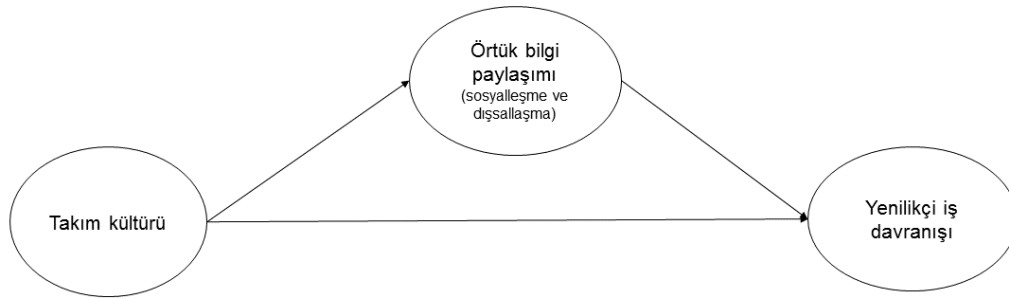 Örtük bilgi
paylaşımı
(sosyalleşme ve
dışsallaşma)
Takım kültürü
Yenilikçi iş
davranışı